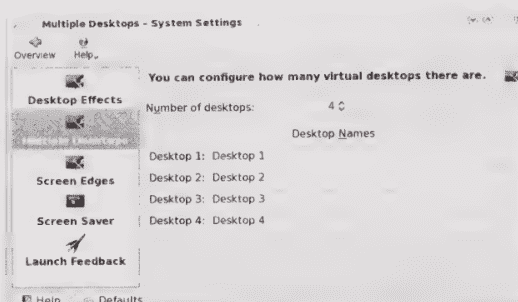 Multiple Desktops - System Settings
Overview Help
You can configure how many virtual desktops there are.
Desktop Effects
Number of desktops: 4
Desktop Names
Desktop 1: Desktop 1
Screen Edges
Desktop 2: Desktop 2
Desktop 3: Desktop 3
Screen Saver
Desktop 4: Desktop 4
Launch Feedback
Help Defaults